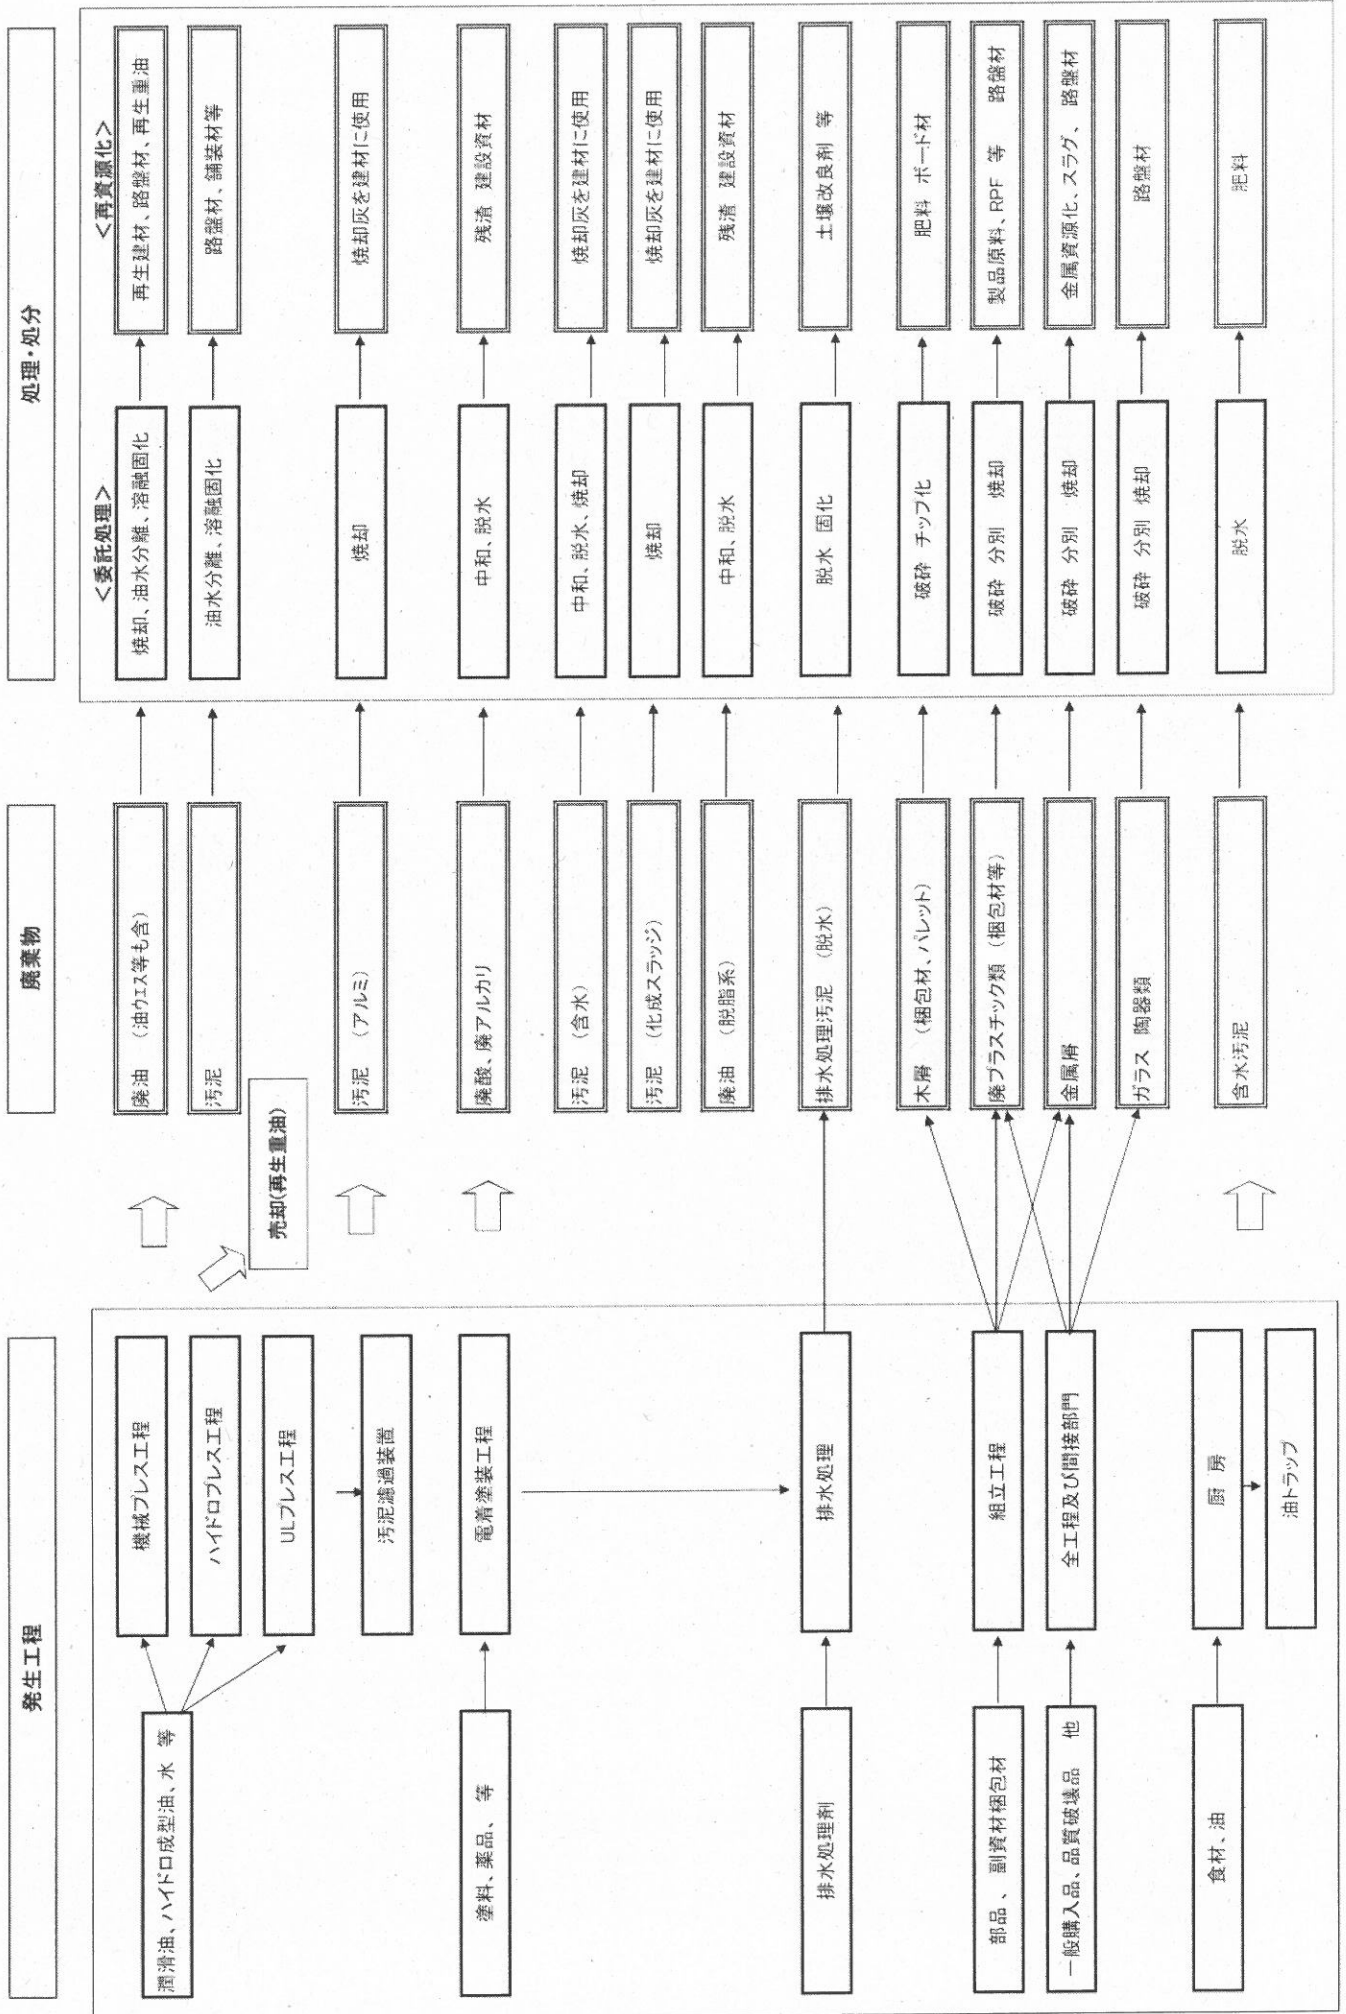 発生工程
廃棄物
処理・処分
＜委託処理＞
＜再資源化＞
潤滑油、ハイドロ成型油、水 等
機械プレス工程
ハイドロプレス工程
ULプレス工程
汚泥濾過装置
廃油 （油ウエス等も含）
焼却、油水分離、溶融固化
再生建材、路盤材、再生重油
汚泥
油水分離、溶融固化
路盤材、舗装材等
売却(再生重油)
汚泥 （アルミ）
焼却
焼却灰を建材に使用
塗料、薬品、 等
電着塗装工程
廃酸、廃アルカリ
中和、脱水
残渣 建設資材
汚泥 （含水）
中和、脱水、焼却
焼却灰を建材に使用
汚泥 （化成スラッジ）
焼却
焼却灰を建材に使用
廃油 （脱脂系）
中和、脱水
残渣 建設資材
排水処理剤
排水処理
排水処理汚泥 （脱水）
脱水 固化
土壌改良剤 等
木屑 （梱包材、パレット）
破砕 チップ化
肥料 ボード材
部品 、 副資材梱包材
組立工程
廃プラスチック類 （梱包材等）
破砕 分別 焼却
製品原料、RPF 等 路盤材
一般購入品、品質破壊品 他
全工程及び間接部門
金属屑
破砕 分別 焼却
金属資源化、スラグ、 路盤材
ガラス 陶器類
破砕 分別 焼却
路盤材
食材、油
厨 房
油トラップ
含水汚泥
脱水
肥料